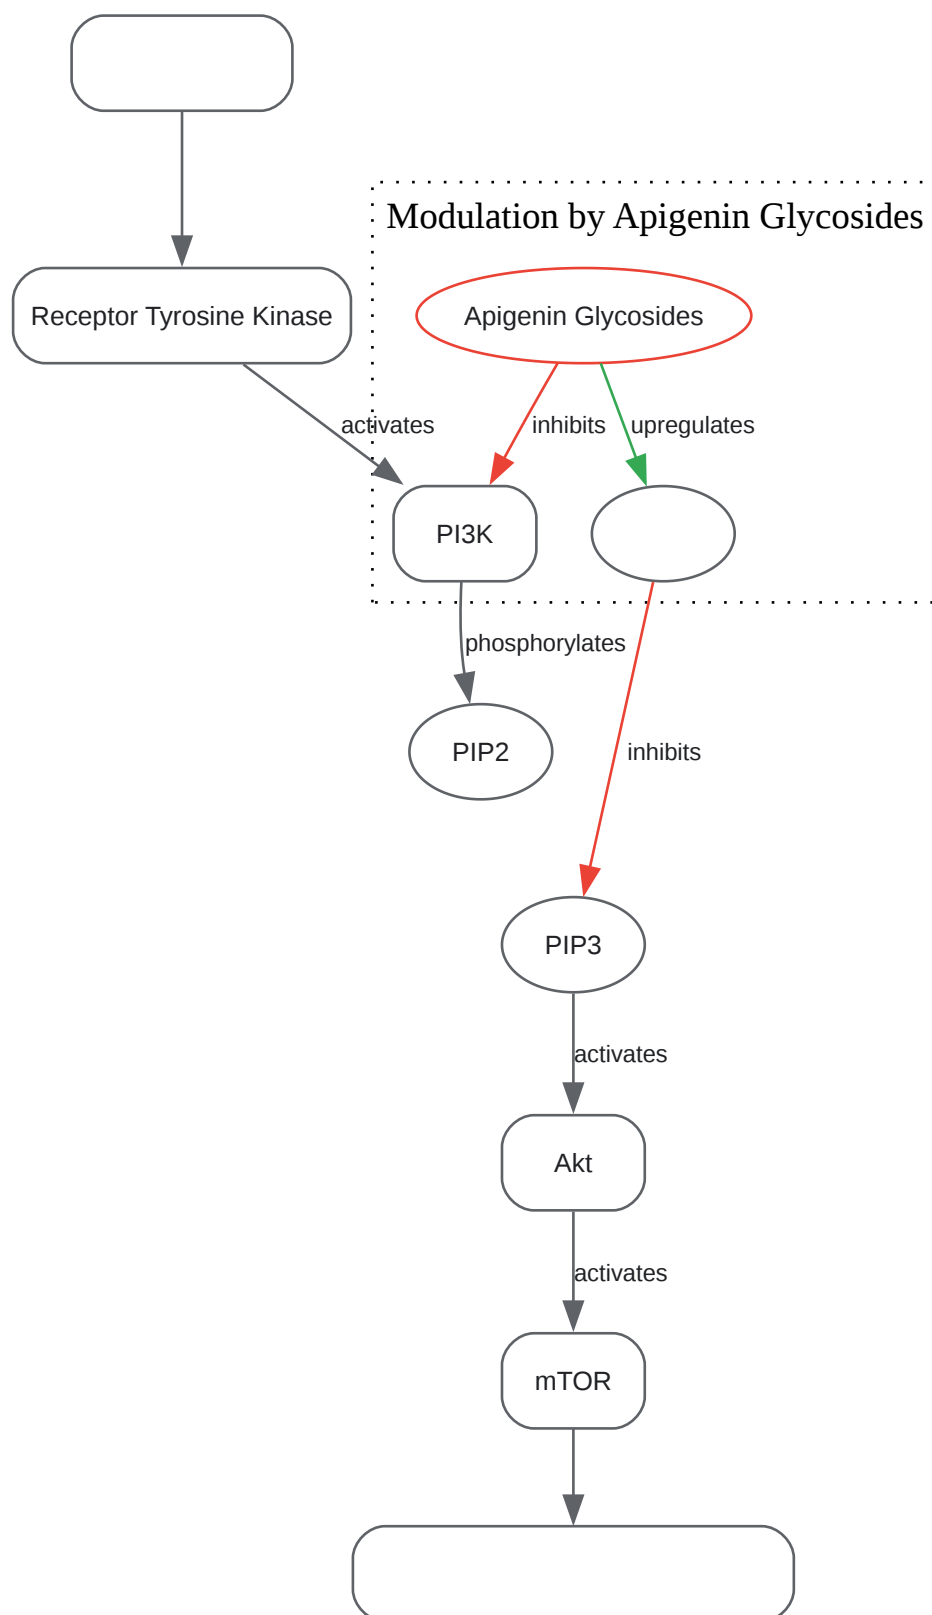 Modulation by Apigenin Glycosides
Receptor Tyrosine Kinase
Apigenin Glycosides
activates
inhibits
upregulates
PI3K
phosphorylates
PIP2
inhibits
PIP3
activates
Akt
activates
mTOR